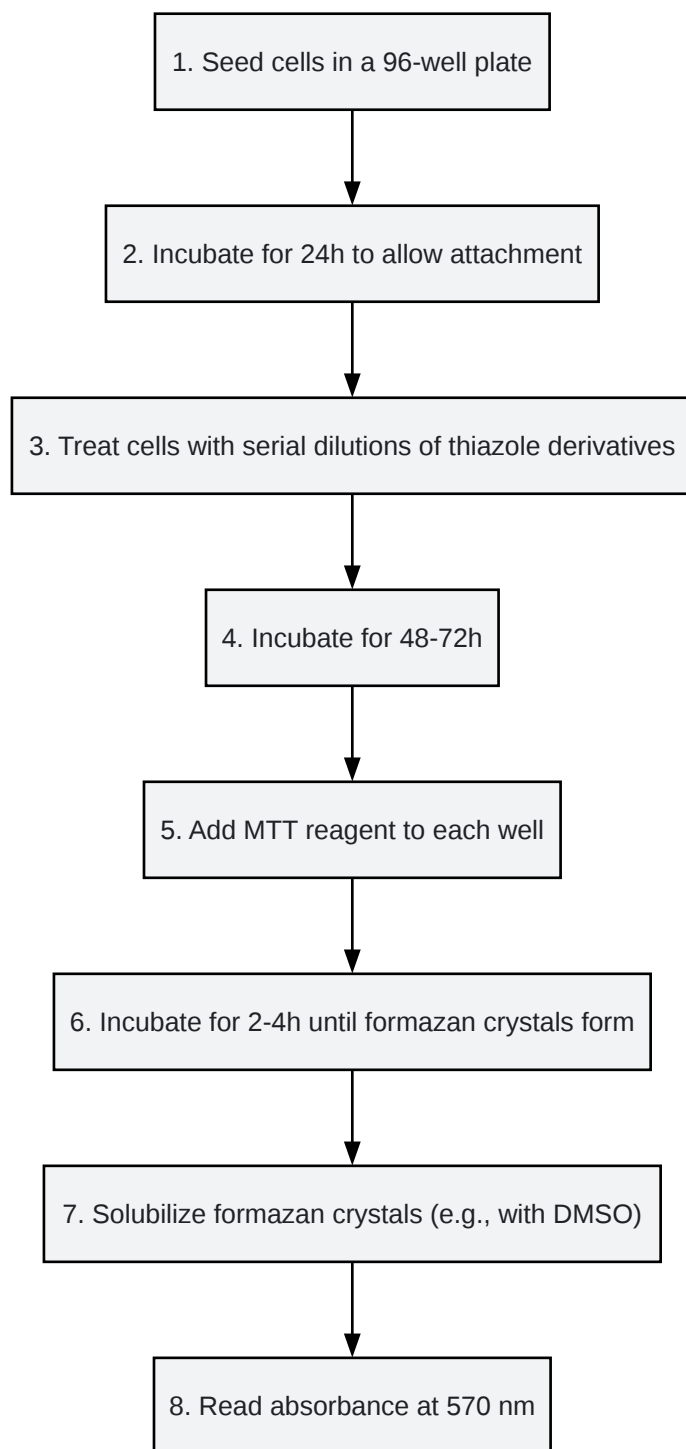 1. Seed cells in a 96-well plate
2. Incubate for 24h to allow attachment
3. Treat cells with serial dilutions of thiazole derivatives
4. Incubate for 48-72h
5. Add MTT reagent to each well
6. Incubate for 2-4h until formazan crystals form
7. Solubilize formazan crystals (e.g., with DMSO)
8. Read absorbance at 570 nm